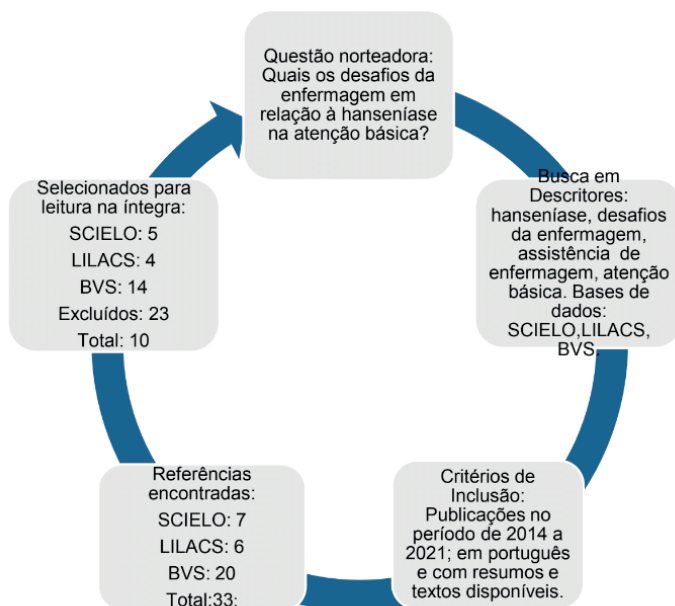 Questão norteadora:
Quais os desafios da
enfermagem em
relação à hanseníase
na atenção básica?
Busca em
Descritores:
hanseníase, desafios
da enfermagem,
assistência de
enfermagem, atenção
básica. Bases de
dados:
SCIELO,LILACS,
BVS.
Critérios de
Inclusão:
Publicações no
período de 2014 a
2021; em português
e com resumos e
textos disponíveis.
Referências
encontradas:
SCIELO: 7
LILACS: 6
BVS: 20
Total:33:
Selecionados para
leitura na íntegra:
SCIELO: 5
LILACS: 4
BVS: 14
Excluídos: 23
Total: 10